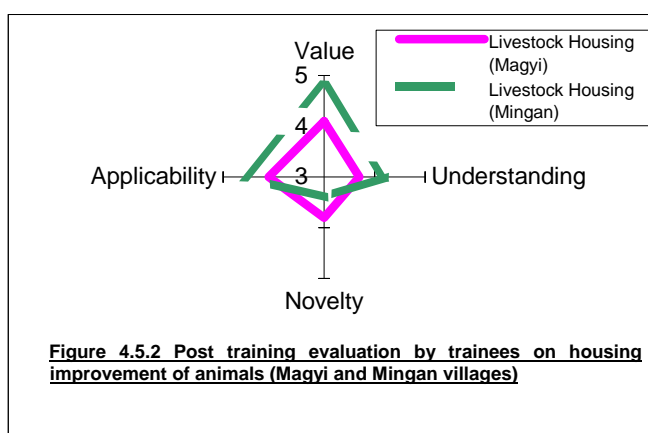 Value
Livestock Housing
(Magyi)
Livestock Housing
(Mingan)
5
4
3
Applicability
Understanding
Novelty
Figure 4.5.2 Post training evaluation by trainees on housing
improvement of animals (Magyi and Mingan villages)